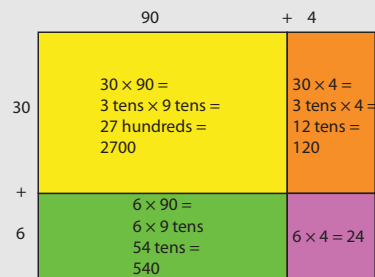 90 + 4
30
30 × 90 =
3 tens × 9 tens =
27 hundreds =
2700
30 × 4 =
3 tens × 4 =
12 tens =
120
+
6
6 × 90 =
6 × 9 tens
54 tens =
540
6 × 4 = 24